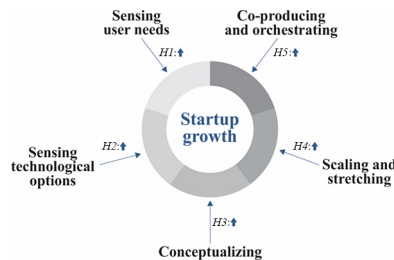 Sensing
user needs
Co-producing
and orchestrating
H1:⬆
H5:⬆
Startup
growth
H2:⬆
H4:⬆
Sensing
technological
options
Scaling and
stretching
H3:⬆
Conceptualizing